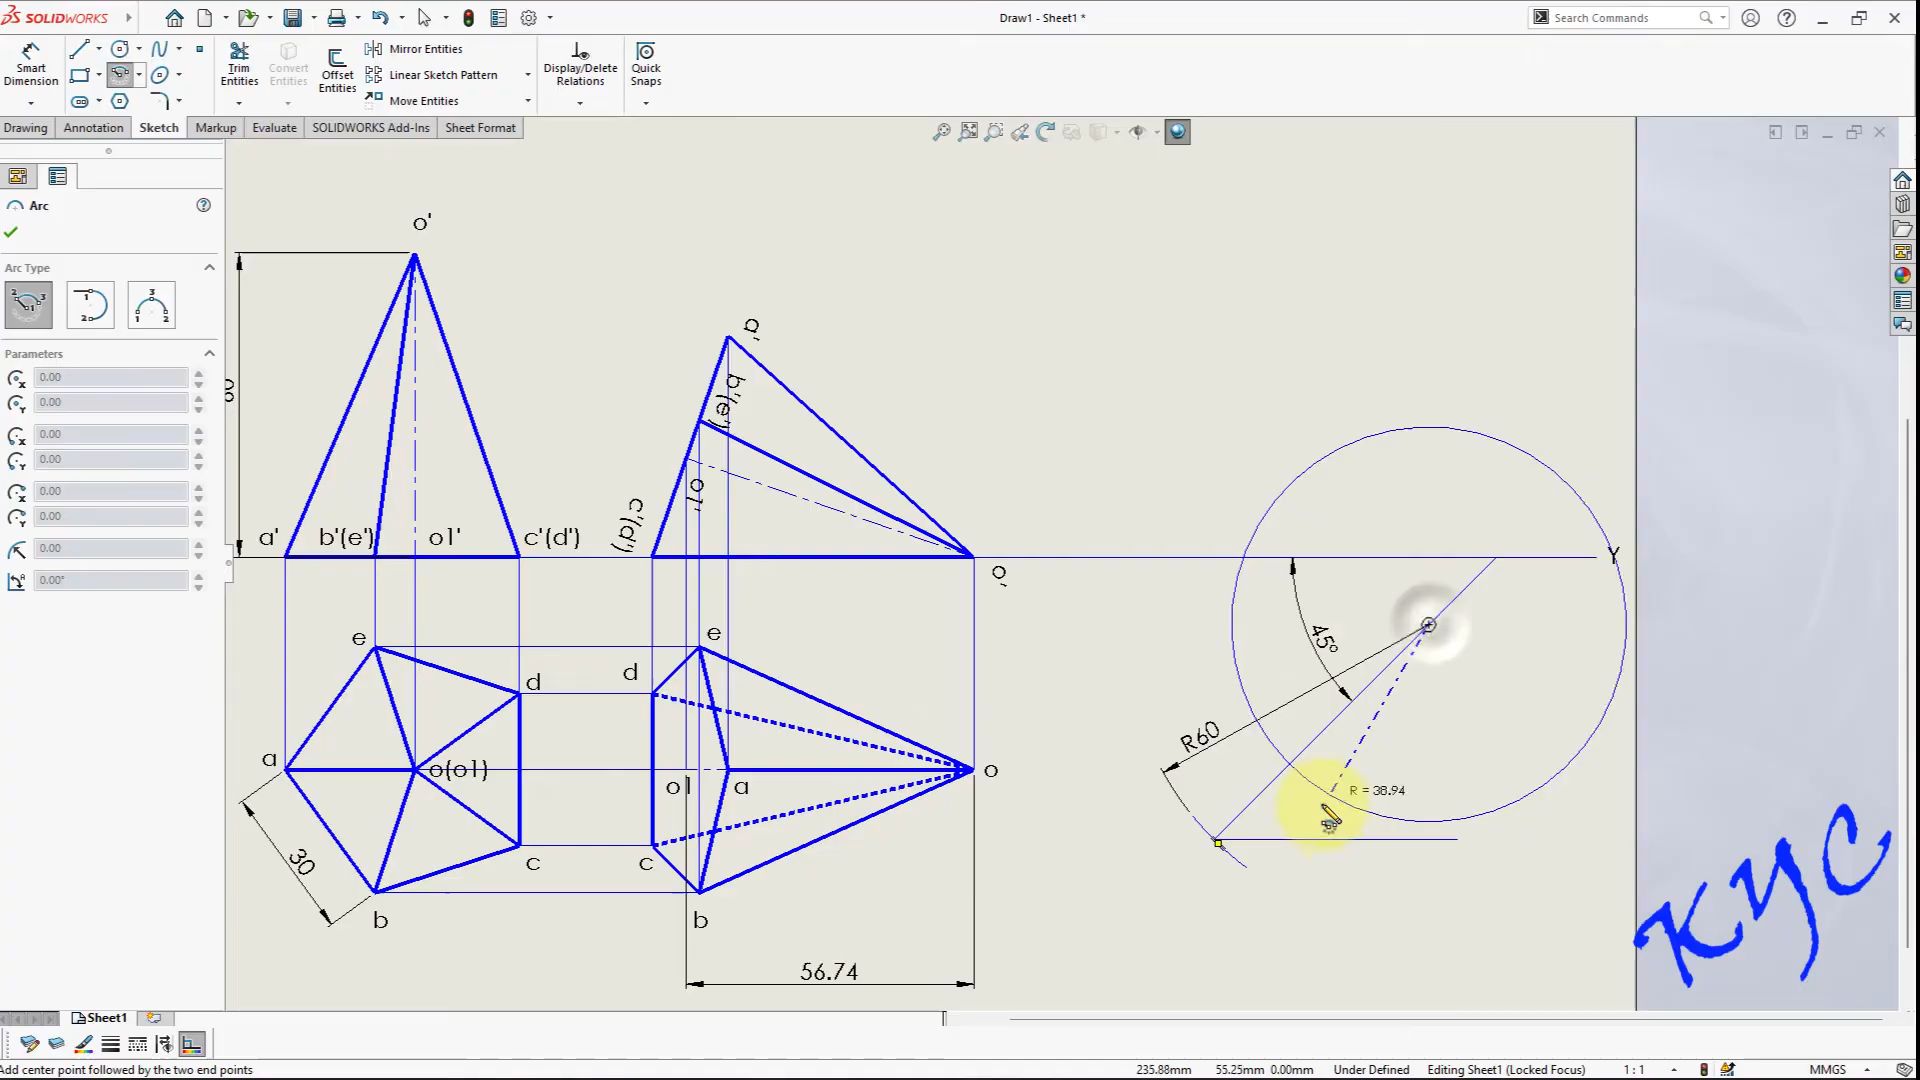 SOLIDWORKS
Draw1 - Sheet1 *
Search Commands
Smart Dimension
Trim Entities
Convert Entities
Offset Entities
Mirror Entities
Linear Sketch Pattern
Move Entities
Display/Delete Relations
Quick Snaps
Drawing
Annotation
Sketch
Markup
Evaluate
SOLIDWORKS Add-Ins
Sheet Format
Arc
Arc Type
Parameters
0.00
0.00
0.00
0.00
0.00
0.00
0.00
0.00°
o'
a'
b'(e')
o1'
c'(d')
a'
b'(e')
o1'
c'(d')
o'
Y
e
d
a
o(o1)
c
b
30
e
d
o1
a
o
c
b
56.74
45°
R60
R = 38.94
KYC
Sheet1
Add center point followed by the two end points
235.88mm
55.25mm
0.00mm
Under Defined
Editing Sheet1 (Locked Focus)
1 : 1
MMGS